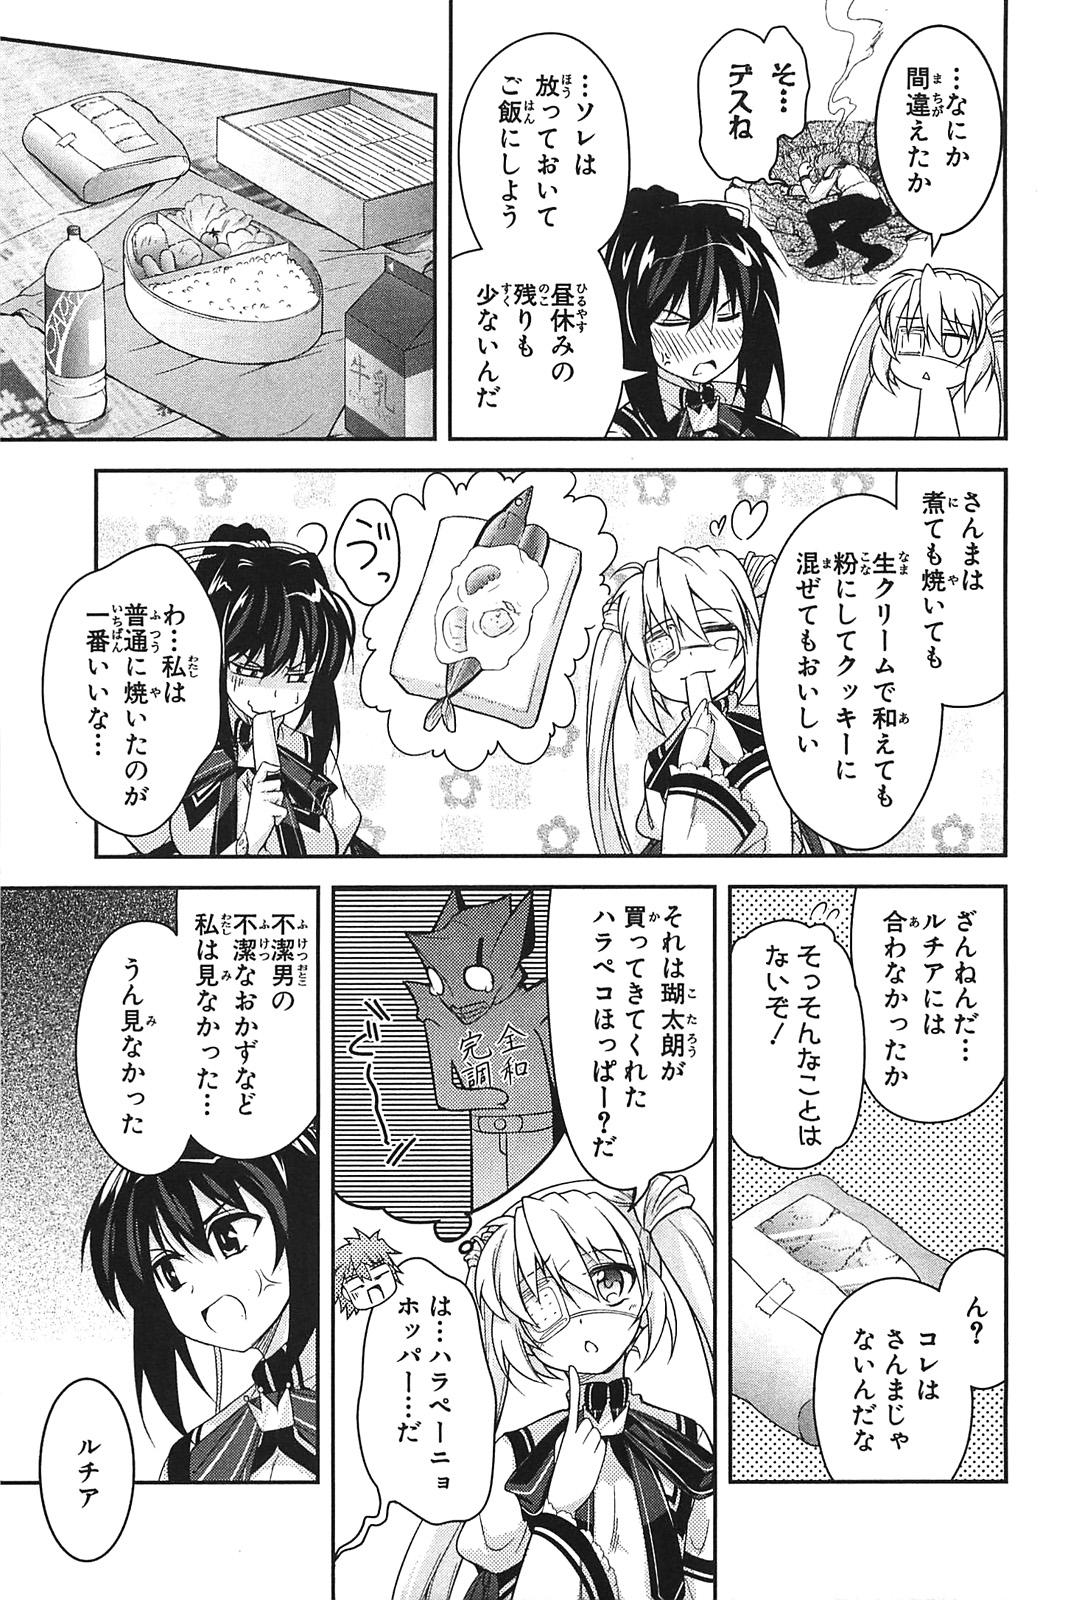 …なにか
間違えたか
そ…
デスね
…ソレは
放っておいて
ご飯にしよう
昼休みの
残りも
少ないんだ
牛乳
さんまは
煮ても焼いても
生クリームで和えても
粉にしてクッキーに
混ぜてもおいしい
ゔっ
わ…私は
普通に焼いたのが
一番いいな…
ざんねんだ…
ルチアには
合わなかったか
そっそんなことは
ないぞ!
ん?
コレは
さんまじゃ
ないんだな
それは瑚太朗が
買ってきてくれた
ハラペコほっぱー?だ
全和
完調
は…ハラペーニョ
ホッパー…だ
不潔男の
不潔なおかずなど
私は見なかった…
うん見なかった
ルチア